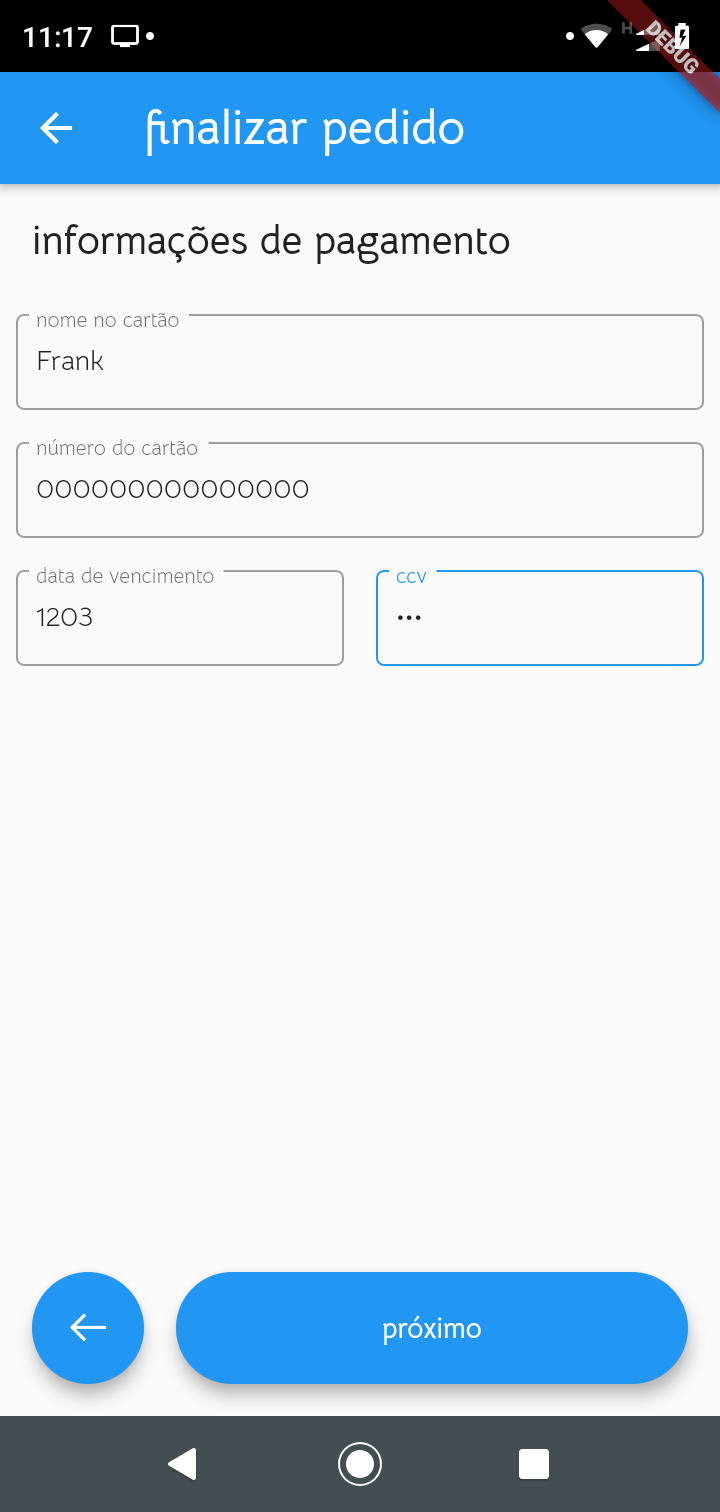 11:17
H
DEBUG
finalizar pedido
informações de pagamento
nome no cartão
Frank
número do cartão
000000000000000
data de vencimento
1203
ccv
•••
próximo